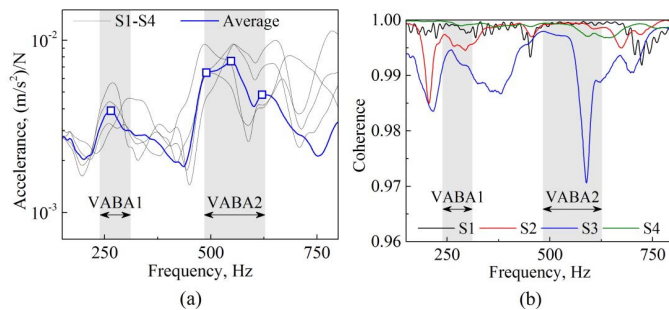 S1-S4 Average
Accelerance, (m/s²)/N
10⁻²
10⁻³
VABA1 VABA2
250 500 750
Frequency, Hz
(a)
Coherence
1.00
0.99
0.98
0.97
0.96
VABA1 VABA2
S1 S2 S3 S4
250 500 750
Frequency, Hz
(b)